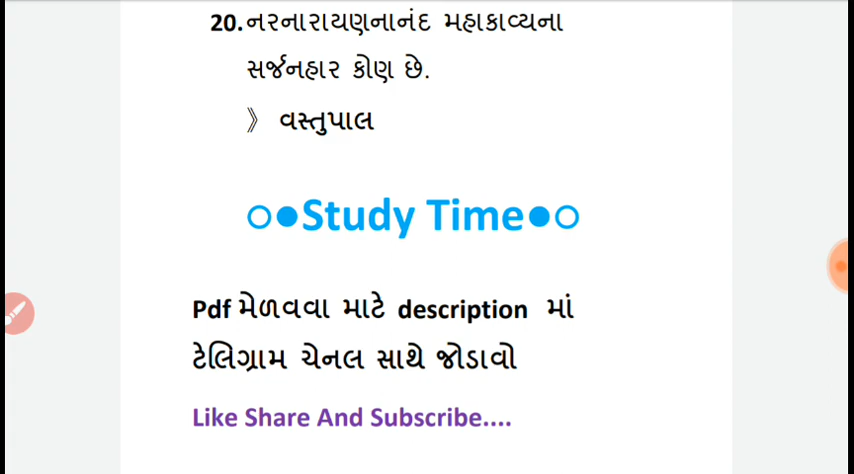 20. નરનારાયણનાનંદ મહાકાવ્યના
સર્જનહાર કોણ છે.
》 વસ્તુપાલ
○●Study Time●○
Pdf મેળવવા માટે description માં
ટેલિગ્રામ ચેનલ સાથે જોડાવો
Like Share And Subscribe....